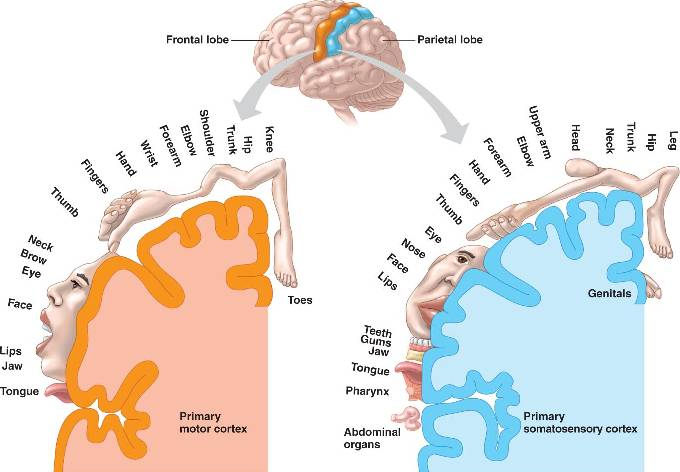 Frontal lobe
Parietal lobe
Knee
Hip
Trunk
Shoulder
Elbow
Forearm
Wrist
Hand
Fingers
Thumb
Neck
Brow
Eye
Face
Lips
Jaw
Tongue
Toes
Primary
motor cortex
Leg
Hip
Trunk
Neck
Head
Upper arm
Elbow
Forearm
Hand
Fingers
Thumb
Eye
Nose
Face
Lips
Teeth
Gums
Jaw
Tongue
Pharynx
Abdominal
organs
Genitals
Primary
somatosensory cortex